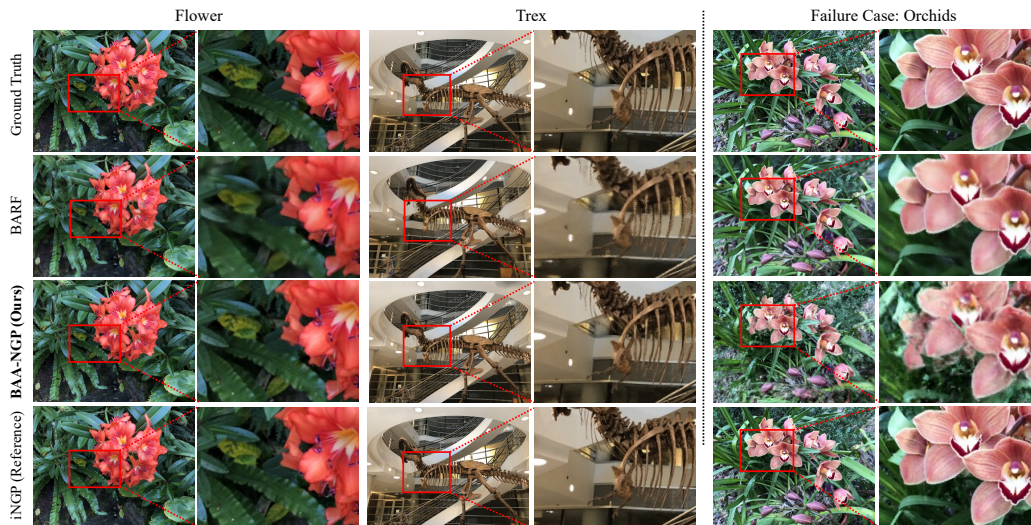 Flower
Trex
Failure Case: Orchids
Ground Truth
BARF
BAA-NGP (Ours)
iNGP (Reference)